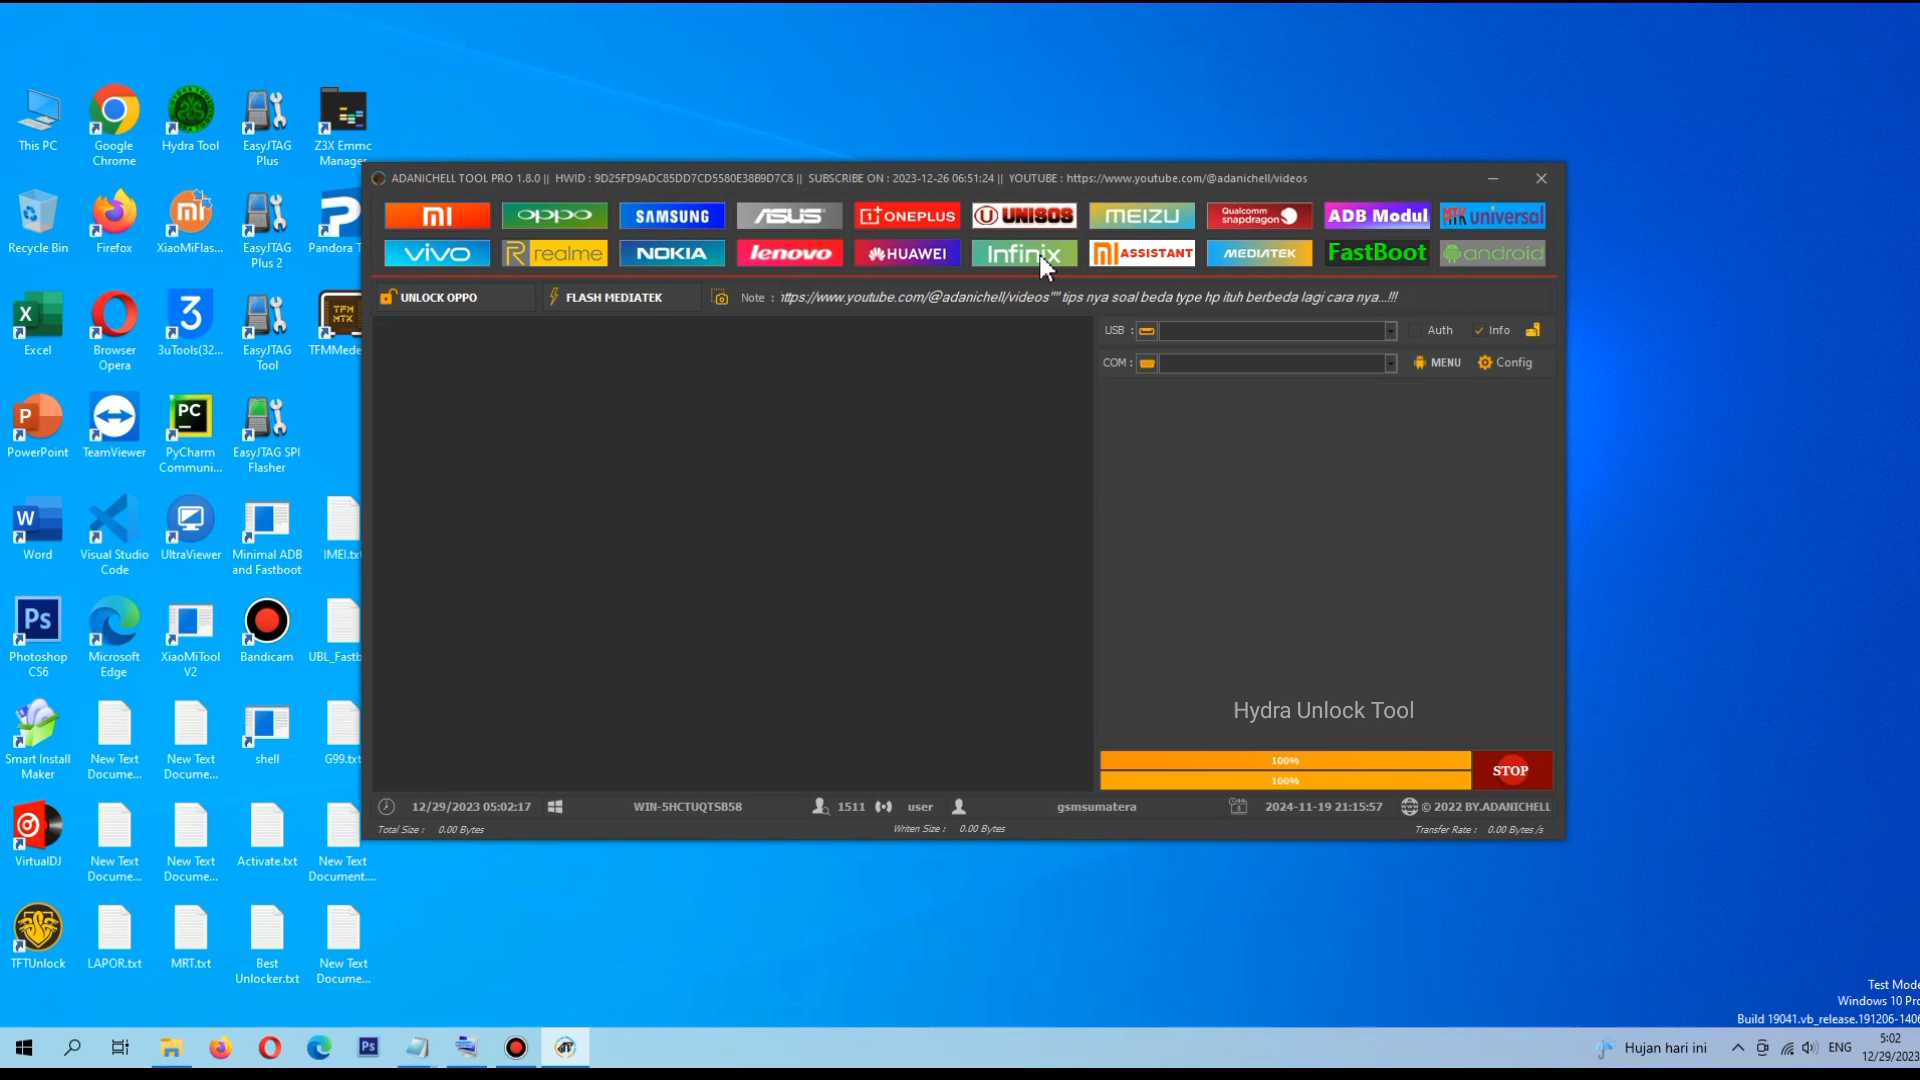 This PC
Google
Chrome
Hydra Tool
EasyJTAG
Plus
Z3X Emmc
Manager
Recycle Bin
Firefox
XiaoMiFlas...
EasyJTAG
Plus 2
Pandora T
Excel
Browser
Opera
3uTools(32...
EasyJTAG
Tool
TFM
MTK
TFMMede
PowerPoint
TeamViewer
PyCharm
Communi...
EasyJTAG SPI
Flasher
Word
Visual Studio
Code
UltraViewer
Minimal ADB
and Fastboot
IMEI.tx
Photoshop
CS6
Microsoft
Edge
XiaoMiTool
V2
Bandicam
UBL_Fastb
Smart Install
Maker
New Text
Docume...
New Text
Docume...
shell
G99.txt
VirtualDJ
New Text
Docume...
New Text
Docume...
Activate.txt
New Text
Document....
TFTUnlock
LAPOR.txt
MRT.txt
Best
Unlocker.txt
New Text
Docume...
ADANICHELL TOOL PRO 1.8.0 || HWID : 9D25FD9ADC85DD7CD5580E38B9D7C8 || SUBSCRIBE ON : 2023-12-26 06:51:24 || YOUTUBE : https://www.youtube.com/@adanichell/videos
mi oppo SAMSUNG ASUS ONEPLUS UNISOS MEIZU Qualcomm snapdragon ADB Modul MTK universal
vivo realme NOKIA lenovo HUAWEI Infinix MI ASSISTANT MEDIATEK FastBoot android
UNLOCK OPPO FLASH MEDIATEK Note : ttps://www.youtube.com/@adanichell/videos"" tips nya soal beda type hp ituh berbeda lagi cara nya...!!!
USB : Auth Info
COM : MENU Config
Hydra Unlock Tool
100%
100%
STOP
12/29/2023 05:02:17 WIN-5HCTUQTSB58 1511 user gsmsumatera 2024-11-19 21:15:57 © 2022 BY.ADANICHELL
Total Size : 0.00 Bytes Writen Size : 0.00 Bytes Transfer Rate : 0.00 Bytes /s
Test Mode
Windows 10 Pro
Build 19041.vb_release.191206-1406
Hujan hari ini ENG 5:02
12/29/2023